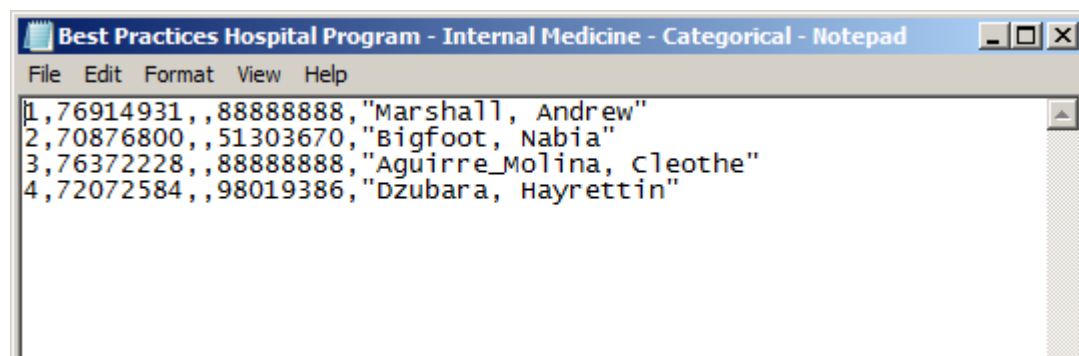 Best Practices Hospital Program - Internal Medicine - Categorical - Notepad
File Edit Format View Help
1,76914931,,88888888,"Marshall, Andrew"
2,70876800,,51303670,"Bigfoot, Nabia"
3,76372228,,88888888,"Aguirre_Molina, Cleothe"
4,72072584,,98019386,"Dzubara, Hayrettin"